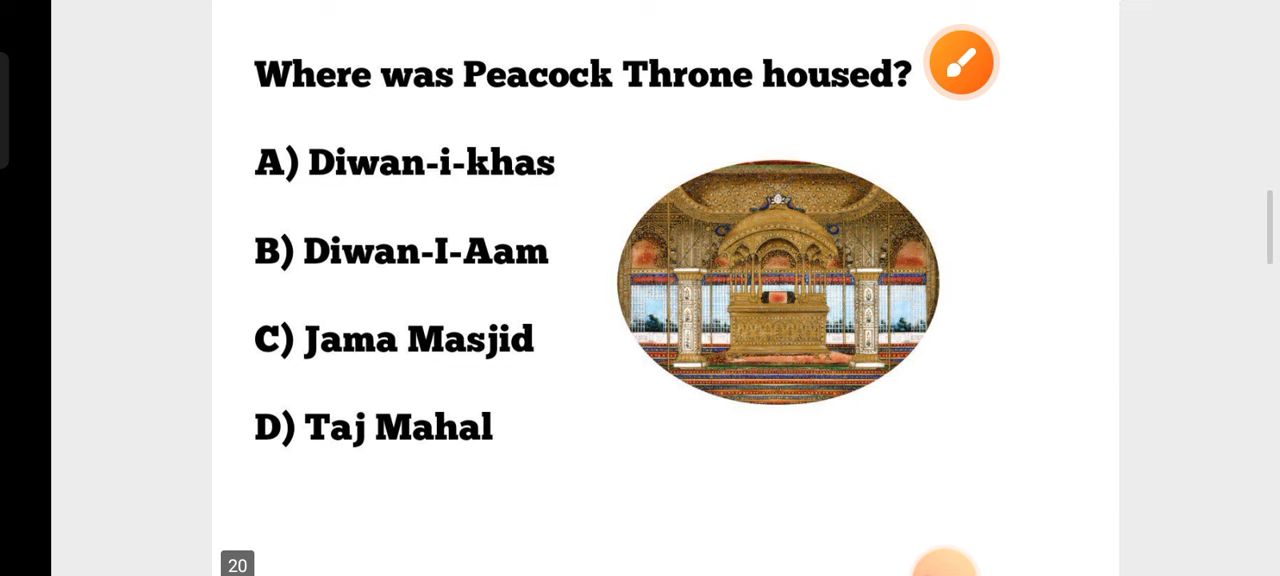 Where was Peacock Throne housed?
A) Diwan-i-khas
B) Diwan-I-Aam
C) Jama Masjid
D) Taj Mahal
20